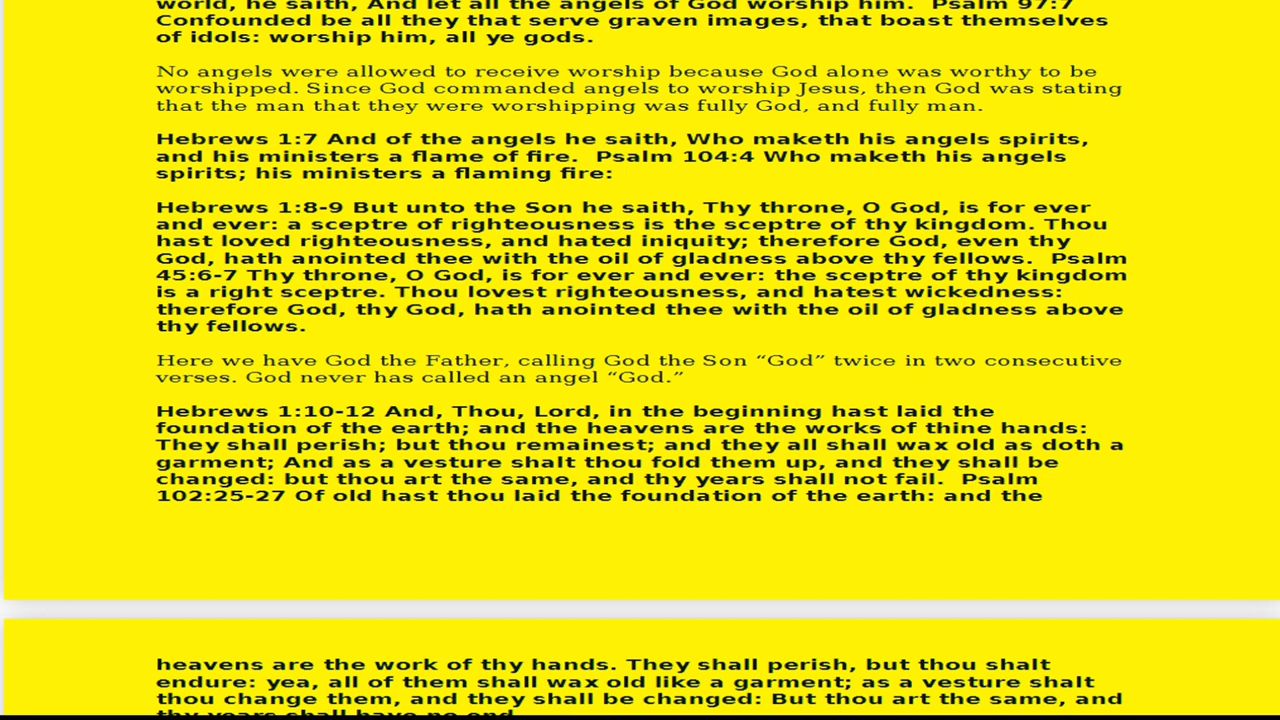 world, he saith, And let all the angels of God worship him.  Psalm 97:7
Confounded be all they that serve graven images, that boast themselves
of idols: worship him, all ye gods.
No angels were allowed to receive worship because God alone was worthy to be
worshipped. Since God commanded angels to worship Jesus, then God was stating
that the man that they were worshipping was fully God, and fully man.
Hebrews 1:7 And of the angels he saith, Who maketh his angels spirits,
and his ministers a flame of fire.  Psalm 104:4 Who maketh his angels
spirits; his ministers a flaming fire:
Hebrews 1:8-9 But unto the Son he saith, Thy throne, O God, is for ever
and ever: a sceptre of righteousness is the sceptre of thy kingdom. Thou
hast loved righteousness, and hated iniquity; therefore God, even thy
God, hath anointed thee with the oil of gladness above thy fellows.  Psalm
45:6-7 Thy throne, O God, is for ever and ever: the sceptre of thy kingdom
is a right sceptre. Thou lovest righteousness, and hatest wickedness:
therefore God, thy God, hath anointed thee with the oil of gladness above
thy fellows.
Here we have God the Father, calling God the Son “God” twice in two consecutive
verses. God never has called an angel “God.”
Hebrews 1:10-12 And, Thou, Lord, in the beginning hast laid the
foundation of the earth; and the heavens are the works of thine hands:
They shall perish; but thou remainest; and they all shall wax old as doth a
garment; And as a vesture shalt thou fold them up, and they shall be
changed: but thou art the same, and thy years shall not fail.  Psalm
102:25-27 Of old hast thou laid the foundation of the earth: and the
heavens are the work of thy hands. They shall perish, but thou shalt
endure: yea, all of them shall wax old like a garment; as a vesture shalt
thou change them, and they shall be changed: But thou art the same, and
thy years shall have no end.